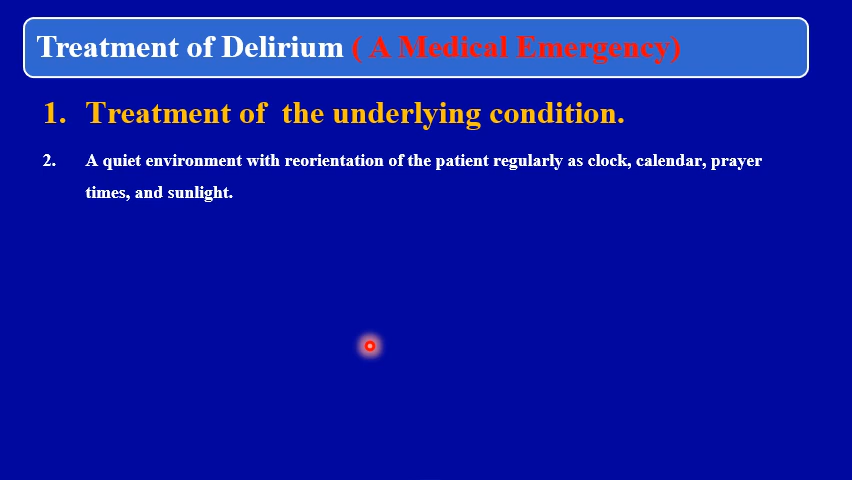 Treatment of Delirium ( A Medical Emergency)
1. Treatment of the underlying condition.
2. A quiet environment with reorientation of the patient regularly as clock, calendar, prayer
times, and sunlight.